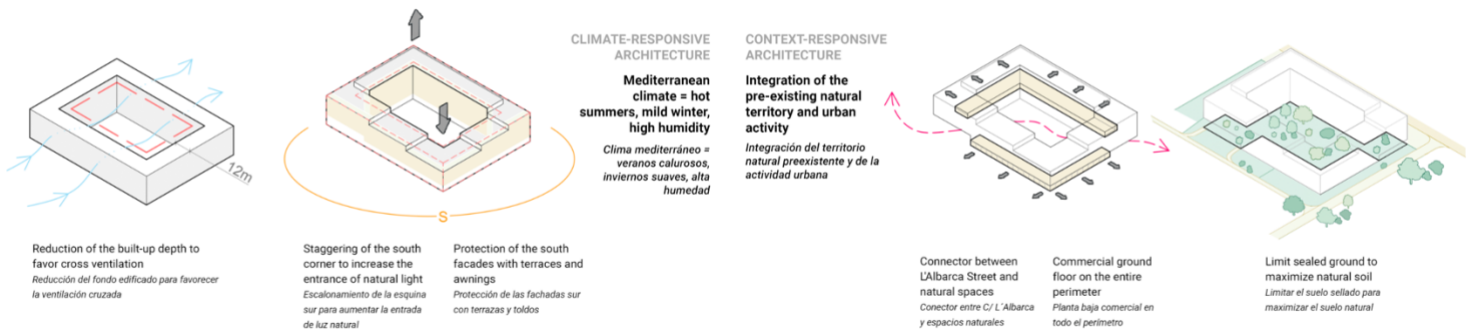 12m
Reduction of the built-up depth to
favor cross ventilation
Reducción del fondo edificado para favorecer
la ventilación cruzada
S
Staggering of the south
corner to increase the
entrance of natural light
Escalonamiento de la esquina
sur para aumentar la entrada
de luz natural
Protection of the south
facades with terraces and
awnings
Protección de las fachadas sur
con terrazas y toldos
CLIMATE-RESPONSIVE
ARCHITECTURE
Mediterranean
climate = hot
summers, mild winter,
high humidity
Clima mediterráneo =
veranos calurosos,
inviernos suaves, alta
humedad
CONTEXT-RESPONSIVE
ARCHITECTURE
Integration of the
pre-existing natural
territory and urban
activity
Integración del territorio
natural preexistente y de la
actividad urbana
Connector between
L'Albarca Street and
natural spaces
Conector entre C/ L´Albarca
y espacios naturales
Commercial ground
floor on the entire
perimeter
Planta baja comercial en
todo el perímetro
Limit sealed ground to
maximize natural soil
Limitar el suelo sellado para
maximizar el suelo natural